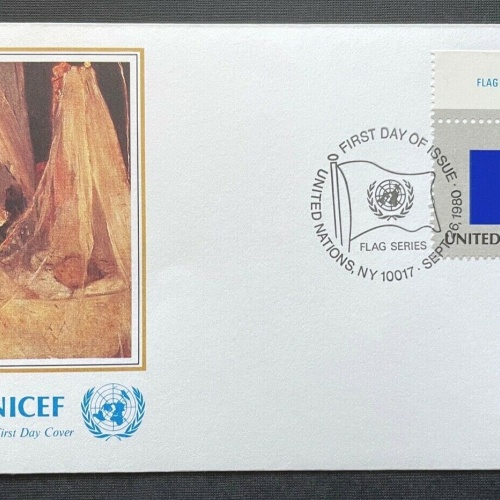 FLAG
FIRST DAY OF ISSUE · SEPT. 26, 1980
UNITED NATIONS, NY 10017 ·
FLAG SERIES
UNITED
NICEF
First Day Cover